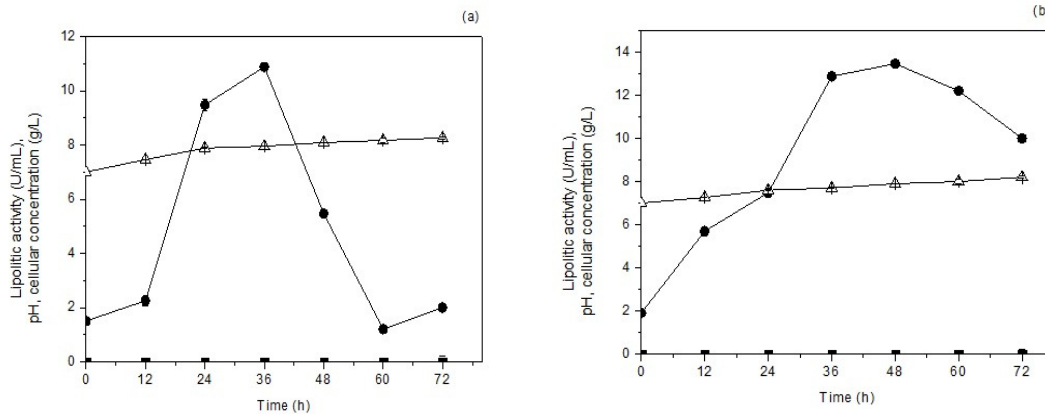 (a)
Lipolitic activity (U/mL),
pH, cellular concentration (g/L)
12
10
8
6
4
2
0
0 12 24 36 48 60 72
Time (h)
(b
Lipolitic activity (U/mL),
pH, cellular concentration (g/L)
14
12
10
8
6
4
2
0
0 12 24 36 48 60 72
Time (h)